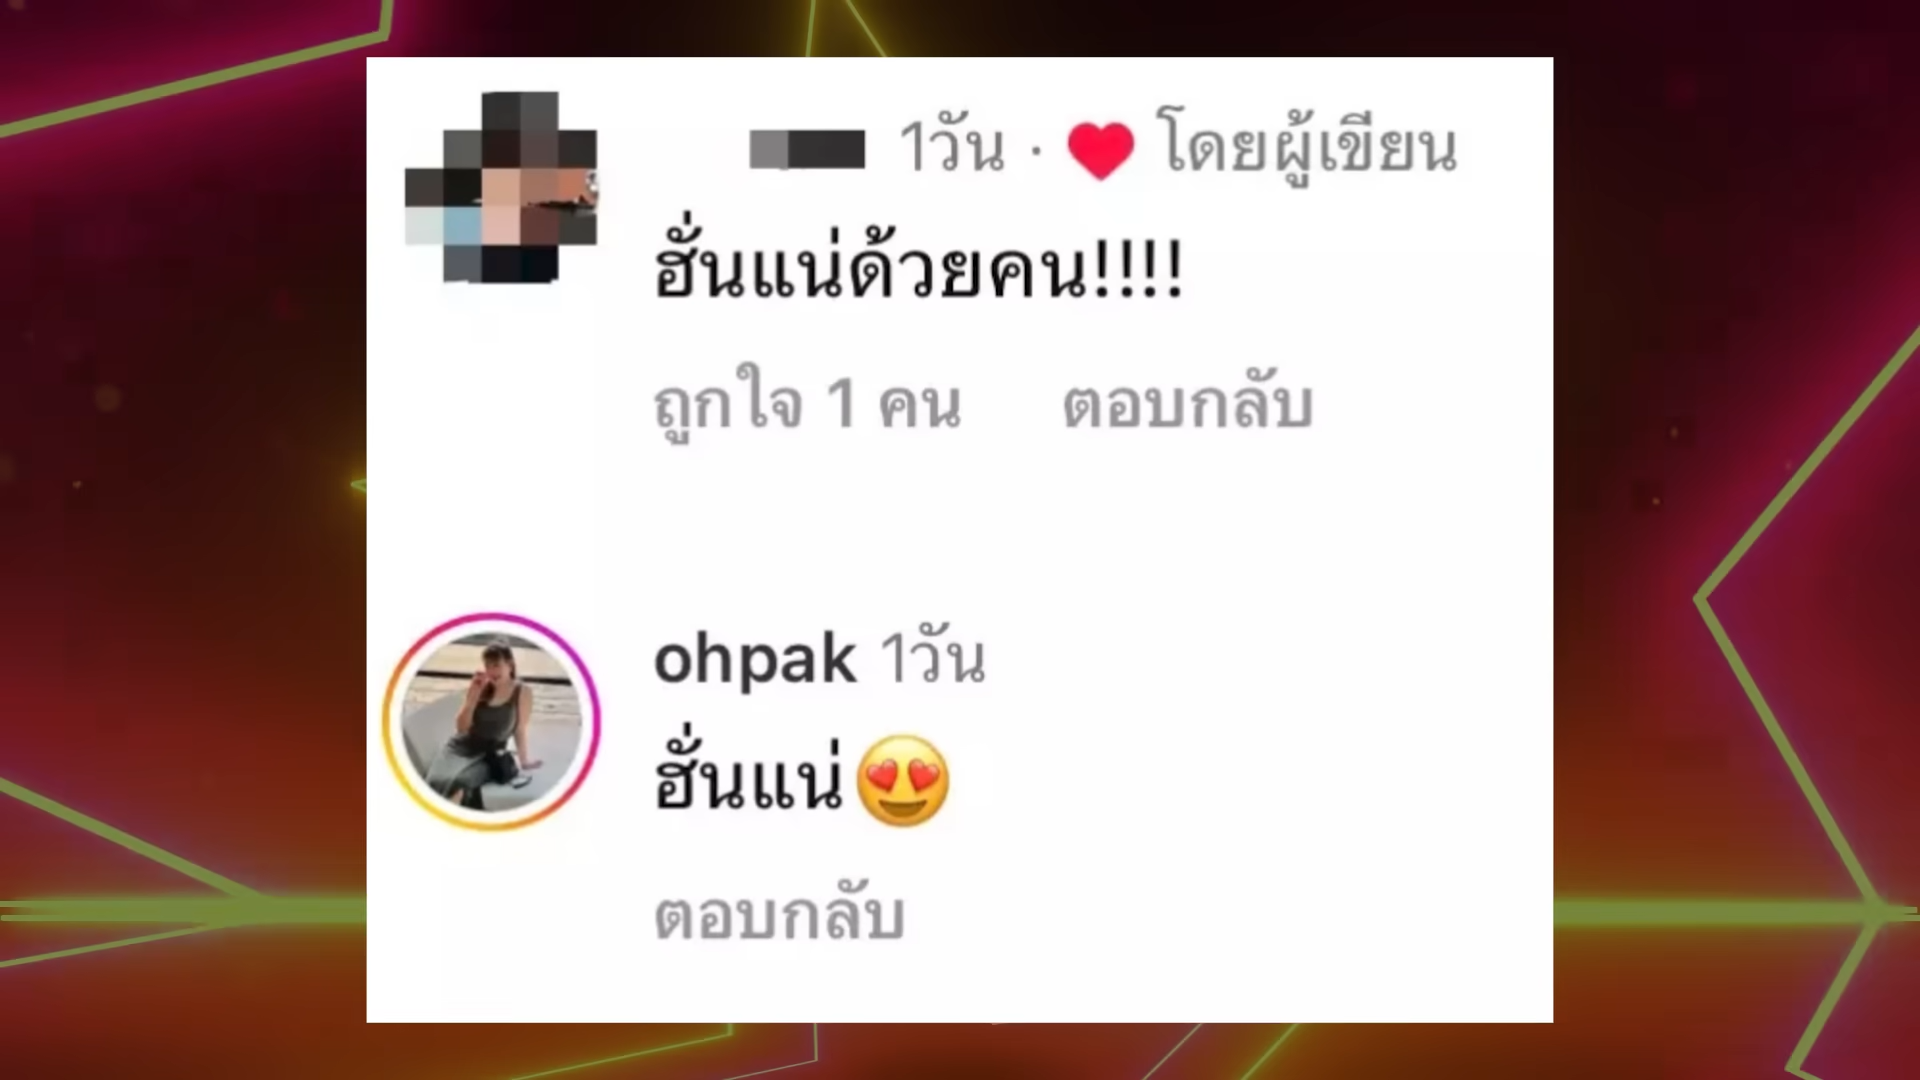 1วัน · ❤️ โดยผู้เขียน
ฮั่นแน่ด้วยคน!!!!
ถูกใจ 1 คน ตอบกลับ
ohpak 1วัน
ฮั่นแน่😍
ตอบกลับ